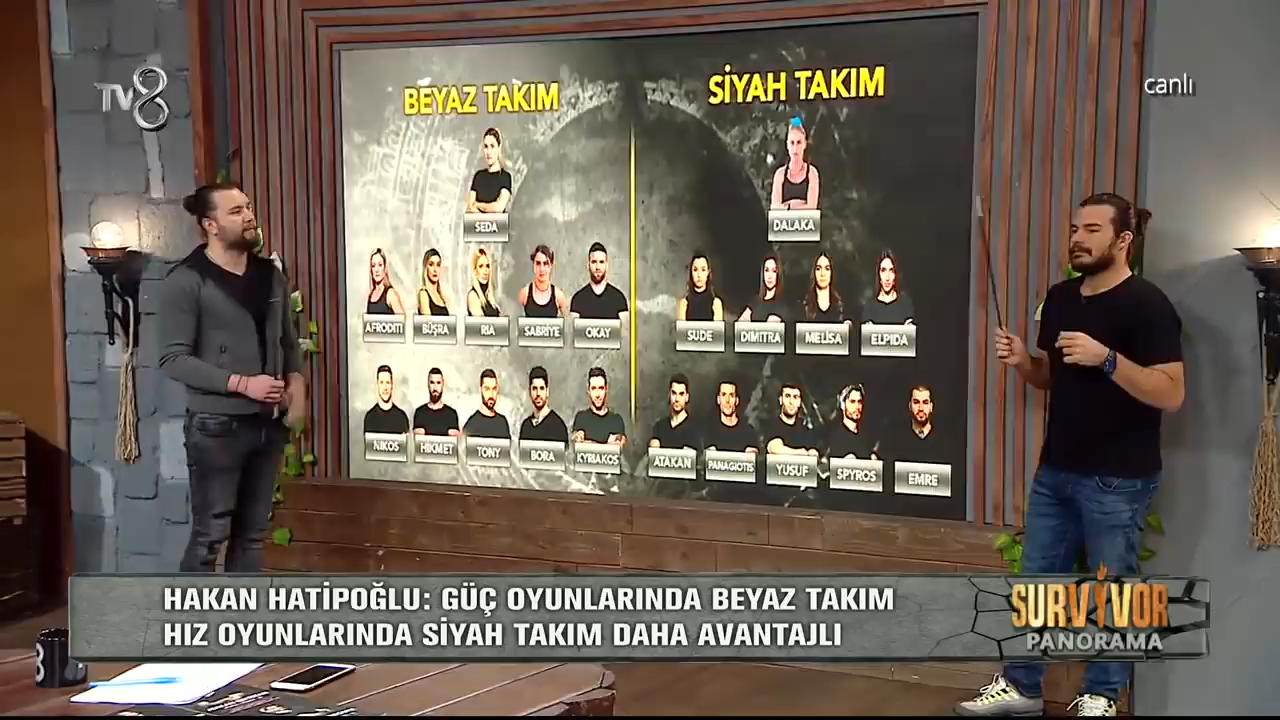 TV8
canlı
BEYAZ TAKIM
SİYAH TAKIM
SEDA
DALAKA
AFRODITI
BÜŞRA
RIA
SABRİYE
OKAY
SUDE
DIMITRA
MELİSA
ELPIDA
NIKOS
HİKMET
TONY
BORA
KYRIAKOS
ATAKAN
PANAGIOTIS
YUSUF
SPYROS
EMRE
HAKAN HATİPOĞLU: GÜÇ OYUNLARINDA BEYAZ TAKIM
HIZ OYUNLARINDA SİYAH TAKIM DAHA AVANTAJLI
SURVIVOR
PANORAMA
8